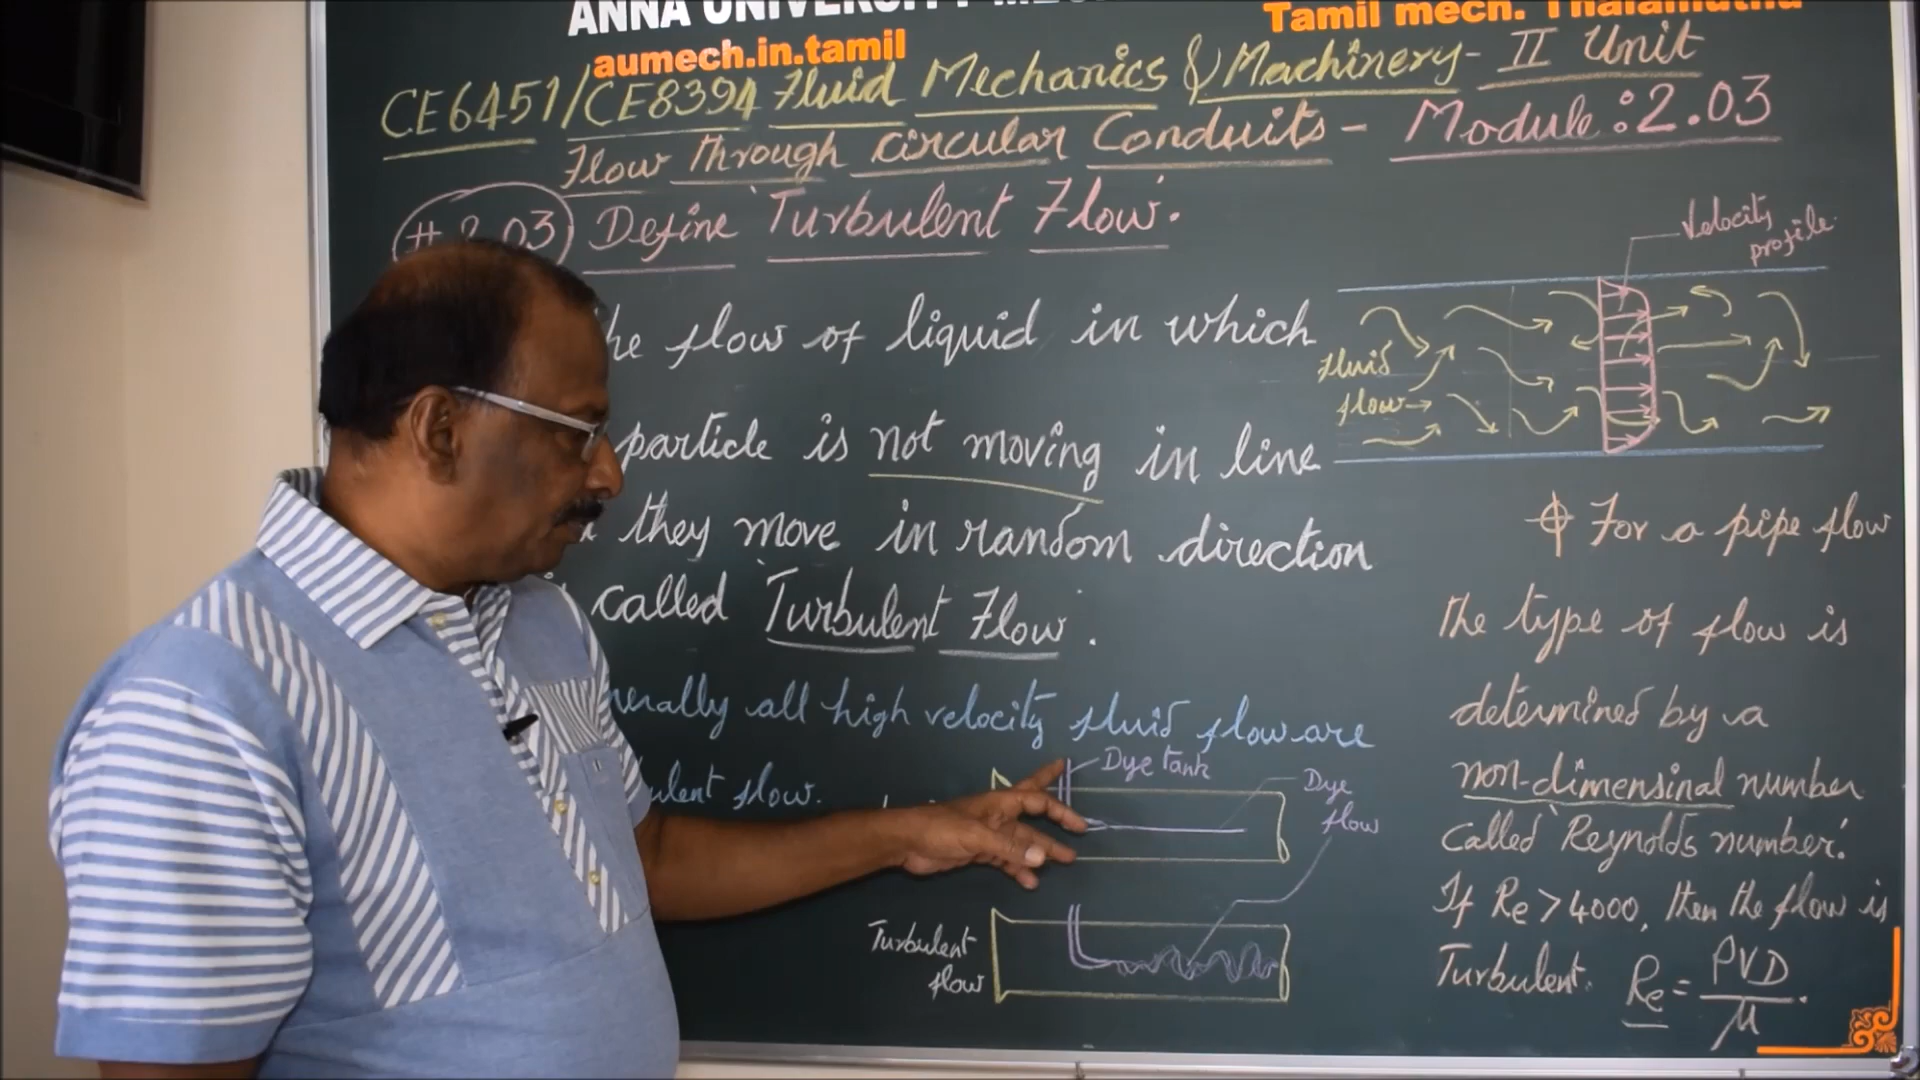 ANNA UNIVERSITY
aumech.in.tamil
Tamil mech. Thalamuthu
CE6451/CE8394 Fluid Mechanics & Machinery- II Unit
Flow Through Circular Conduits - Module:2.03
# 2.03 Define 'Turbulent Flow'.
Velocity
profile
he flow of liquid in which
particle is not moving in line
they move in random direction
called 'Turbulent Flow'.
nerally all high velocity fluid flow are
ulent flow.
Fluid
flow
Dye tank
Dye
flow
Turbulent
flow
For a pipe flow
the type of flow is
determined by a
non-dimensinal number
called 'Reynolds number'.
If Re > 4000, then the flow is
Turbulent. Re = ρVD/μ.